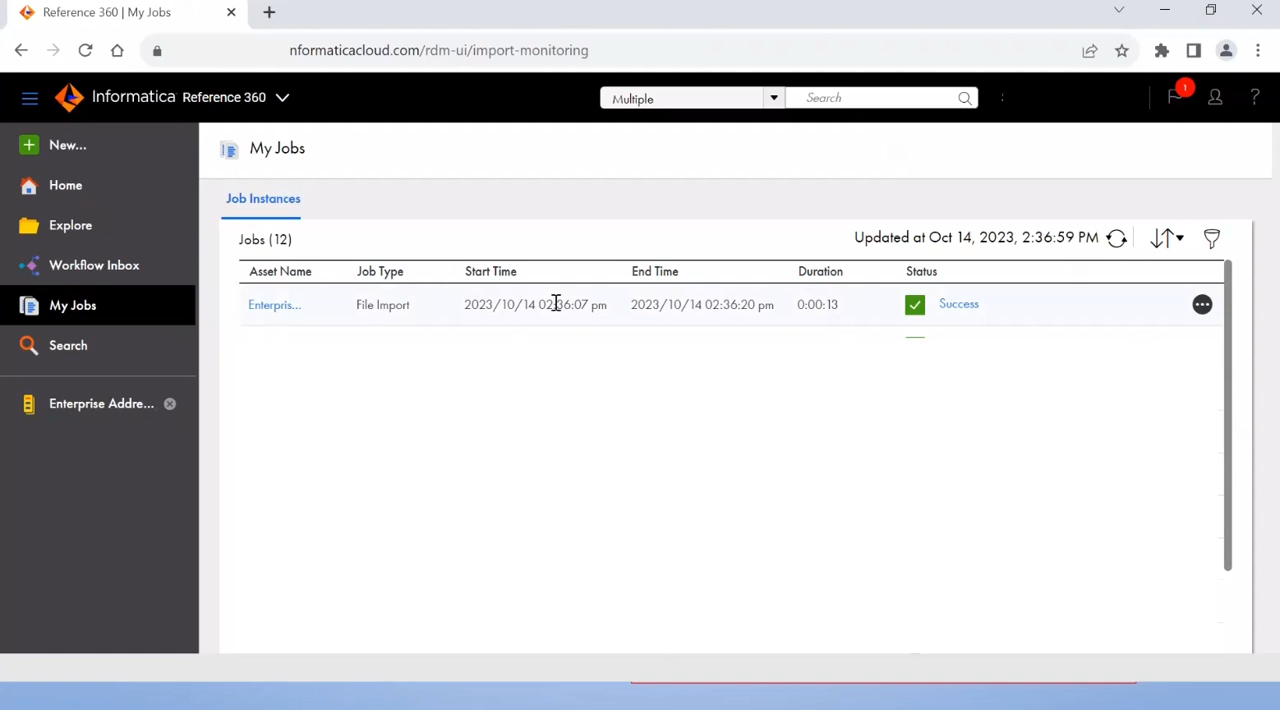 Reference 360 | My Jobs
nformaticacloud.com/rdm-ui/import-monitoring
Informatica Reference 360
Multiple
Search
1
?
New...
Home
Explore
Workflow Inbox
My Jobs
Search
Enterprise Addre...
My Jobs
Job Instances
Jobs (12)
Updated at Oct 14, 2023, 2:36:59 PM
Asset Name Job Type Start Time End Time Duration Status
Enterpris... File Import 2023/10/14 02:36:07 pm 2023/10/14 02:36:20 pm 0:00:13 Success